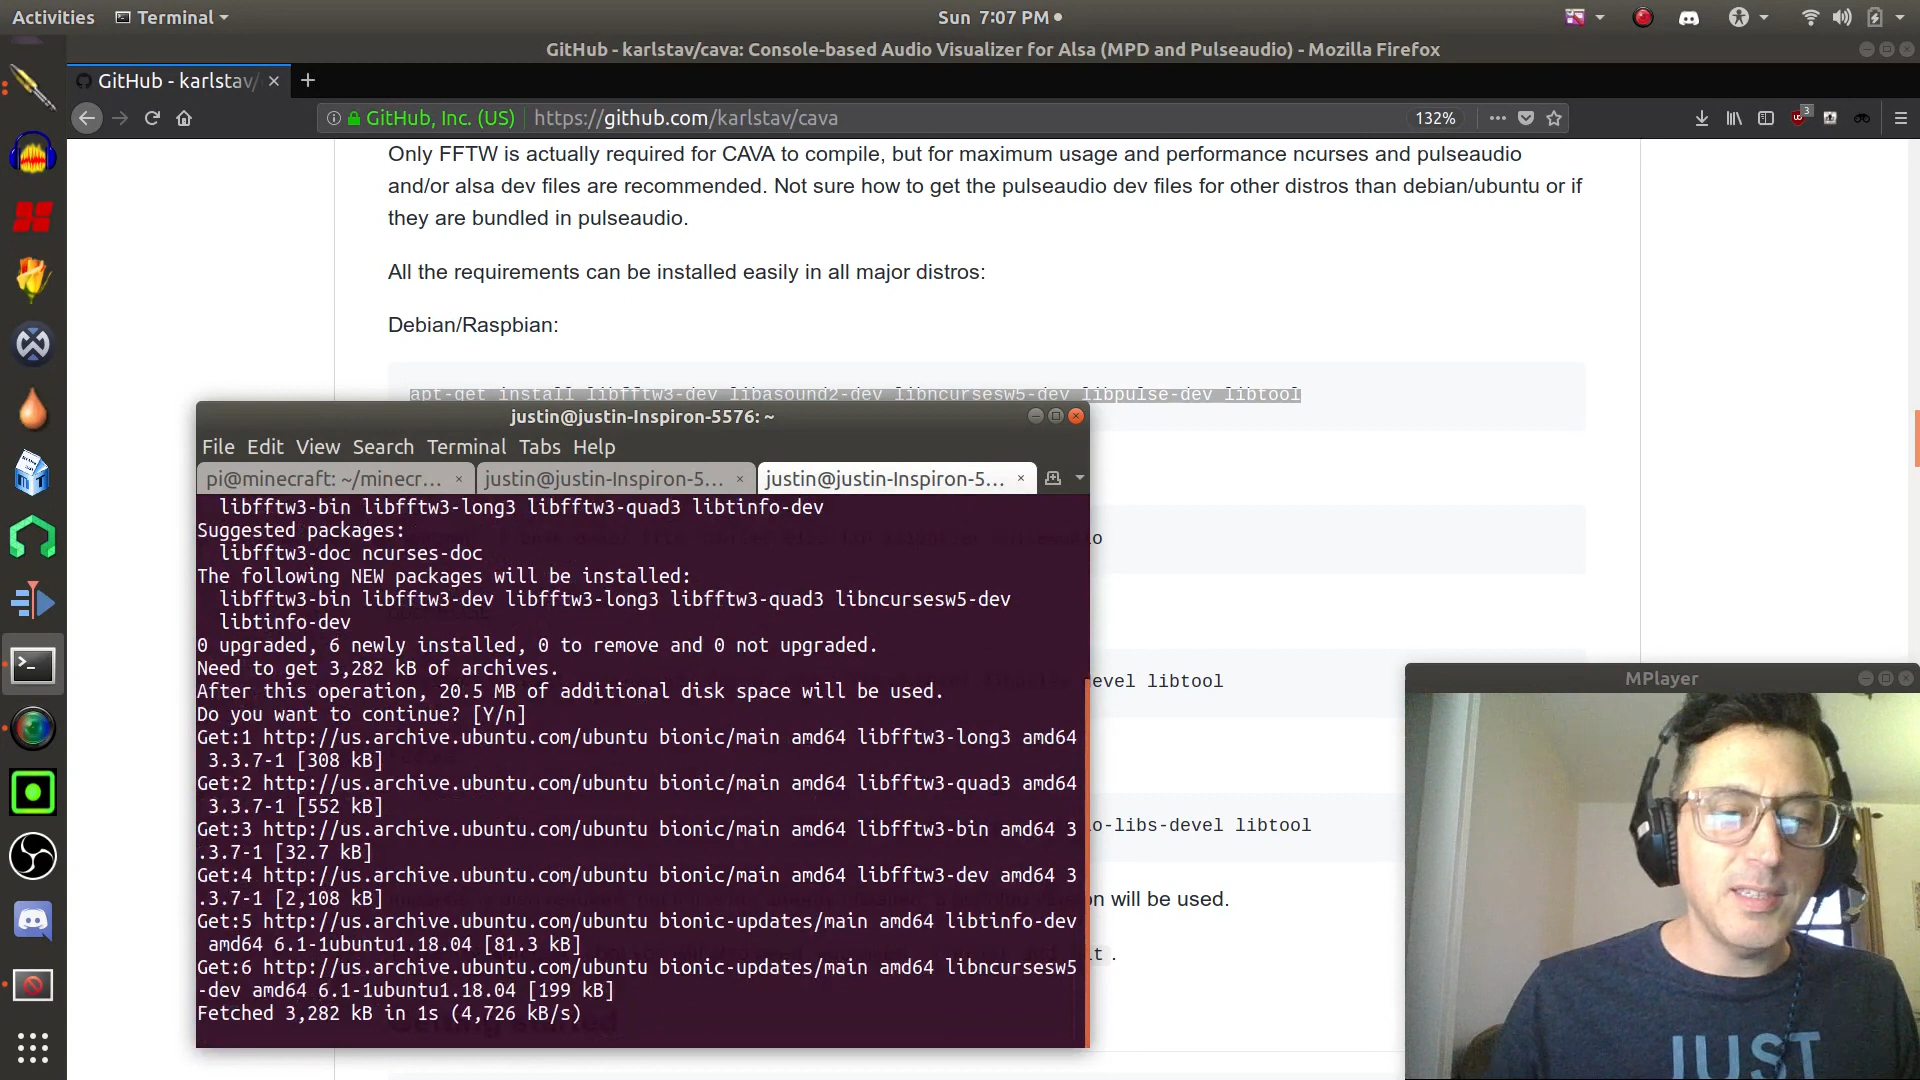 Activities
Terminal
Sun 7:07 PM
GitHub - karlstav/cava: Console-based Audio Visualizer for Alsa (MPD and Pulseaudio) - Mozilla Firefox
GitHub - karlstav/
GitHub, Inc. (US)
https://github.com/karlstav/cava
132%
3
Only FFTW is actually required for CAVA to compile, but for maximum usage and performance ncurses and pulseaudio
and/or alsa dev files are recommended. Not sure how to get the pulseaudio dev files for other distros than debian/ubuntu or if
they are bundled in pulseaudio.
All the requirements can be installed easily in all major distros:
Debian/Raspbian:
apt-get install libfftw3-dev libasound2-dev libncursesw5-dev libpulse-dev libtool
justin@justin-Inspiron-5576: ~
File Edit View Search Terminal Tabs Help
pi@minecraft: ~/minecr...
justin@justin-Inspiron-5...
justin@justin-Inspiron-5...
libfftw3-bin libfftw3-long3 libfftw3-quad3 libtinfo-dev
Suggested packages:
libfftw3-doc ncurses-doc
The following NEW packages will be installed:
libfftw3-bin libfftw3-dev libfftw3-long3 libfftw3-quad3 libncursesw5-dev
libtinfo-dev
0 upgraded, 6 newly installed, 0 to remove and 0 not upgraded.
Need to get 3,282 kB of archives.
After this operation, 20.5 MB of additional disk space will be used.
Do you want to continue? [Y/n]
Get:1 http://us.archive.ubuntu.com/ubuntu bionic/main amd64 libfftw3-long3 amd64
3.3.7-1 [308 kB]
Get:2 http://us.archive.ubuntu.com/ubuntu bionic/main amd64 libfftw3-quad3 amd64
3.3.7-1 [552 kB]
Get:3 http://us.archive.ubuntu.com/ubuntu bionic/main amd64 libfftw3-bin amd64 3
.3.7-1 [32.7 kB]
Get:4 http://us.archive.ubuntu.com/ubuntu bionic/main amd64 libfftw3-dev amd64 3
.3.7-1 [2,108 kB]
Get:5 http://us.archive.ubuntu.com/ubuntu bionic-updates/main amd64 libtinfo-dev
amd64 6.1-1ubuntu1.18.04 [81.3 kB]
Get:6 http://us.archive.ubuntu.com/ubuntu bionic-updates/main amd64 libncursesw5
-dev amd64 6.1-1ubuntu1.18.04 [199 kB]
Fetched 3,282 kB in 1s (4,726 kB/s)
io
evel libtool
o-libs-devel libtool
n will be used.
it .
MPlayer
JUST